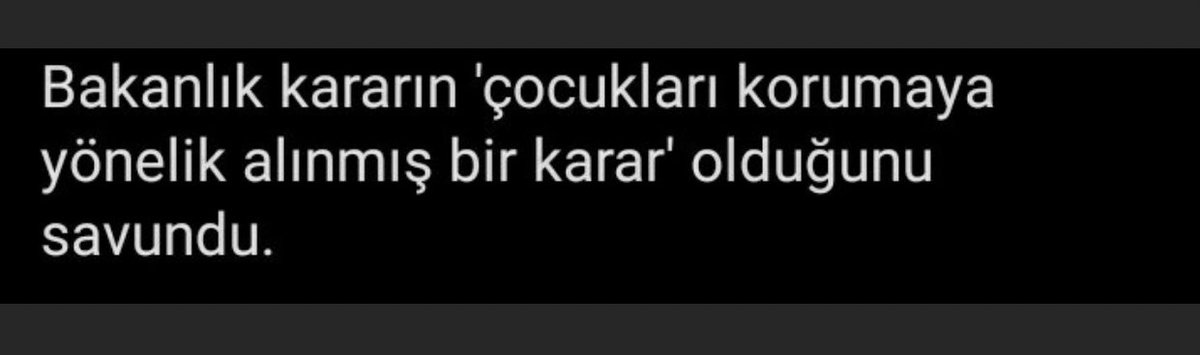 Bakanlık kararın 'çocukları korumaya
yönelik alınmış bir karar' olduğunu
savundu.